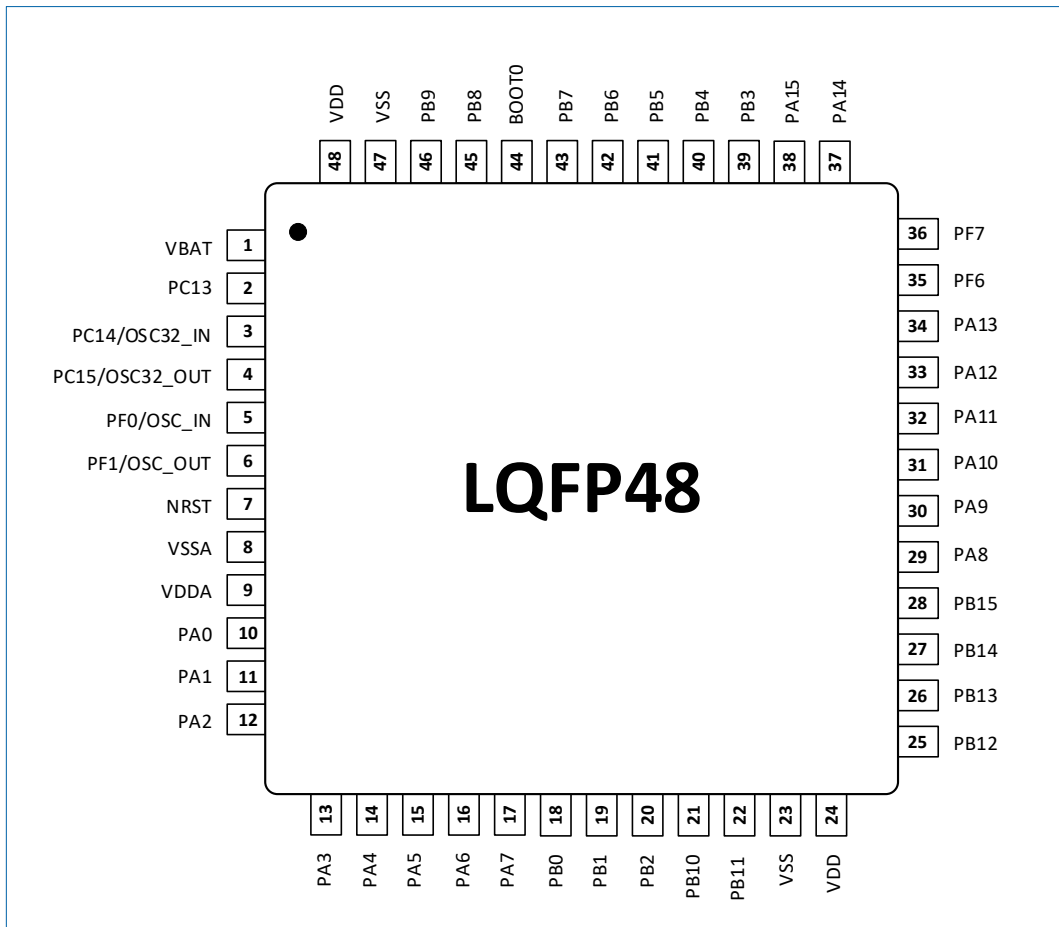 VDD VSS PB9 PB8 BOOT0 PB7 PB6 PB5 PB4 PB3 PA15 PA14
48 47 46 45 44 43 42 41 40 39 38 37
VBAT 1
PC13 2
PC14/OSC32_IN 3
PC15/OSC32_OUT 4
PF0/OSC_IN 5
PF1/OSC_OUT 6
NRST 7
VSSA 8
VDDA 9
PA0 10
PA1 11
PA2 12
LQFP48
36 PF7
35 PF6
34 PA13
33 PA12
32 PA11
31 PA10
30 PA9
29 PA8
28 PB15
27 PB14
26 PB13
25 PB12
13 14 15 16 17 18 19 20 21 22 23 24
PA3 PA4 PA5 PA6 PA7 PB0 PB1 PB2 PB10 PB11 VSS VDD